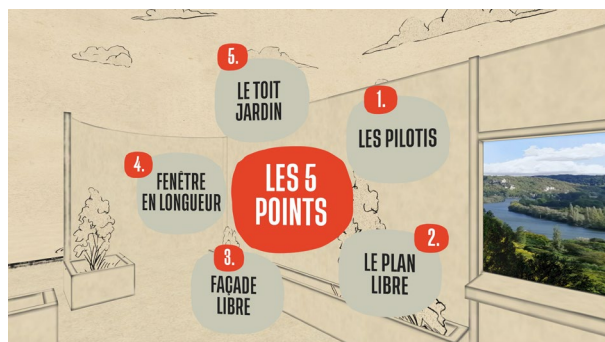 LES 5
POINTS
1.
LES PILOTIS
2.
LE PLAN
LIBRE
3.
FAÇADE
LIBRE
4.
FENÊTRE
EN LONGUEUR
5.
LE TOIT
JARDIN